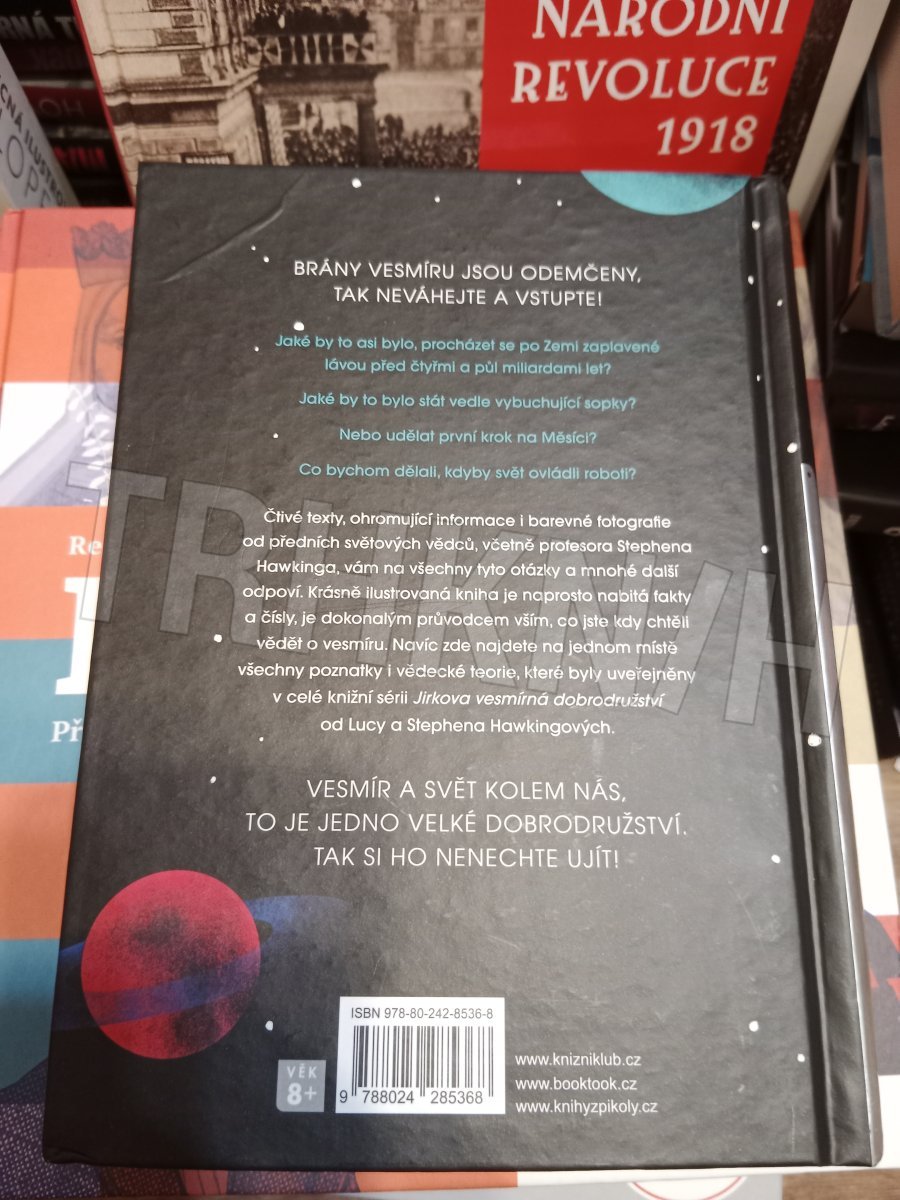 NÁRODNÍ
REVOLUCE
1918
BRÁNY VESMÍRU JSOU ODEMČENY,
TAK NEVÁHEJTE A VSTUPTE!
Jaké by to asi bylo, procházet se po Zemi zaplavené
lávou před čtyřmi a půl miliardami let?
Jaké by to bylo stát vedle vybuchující sopky?
Nebo udělat první krok na Měsíci?
Co bychom dělali, kdyby svět ovládli roboti?
Čtivé texty, ohromující informace i barevné fotografie
od předních světových vědců, včetně profesora Stephena
Hawkinga, vám na všechny tyto otázky a mnohé další
odpoví. Krásně ilustrovaná kniha je naprosto nabitá fakty
a čísly, je dokonalým průvodcem vším, co jste kdy chtěli
vědět o vesmíru. Navíc zde najdete na jednom místě
všechny poznatky i vědecké teorie, které byly uveřejněny
v celé knižní sérii Jirkova vesmírná dobrodružství
od Lucy a Stephena Hawkingových.
VESMÍR A SVĚT KOLEM NÁS,
TO JE JEDNO VELKÉ DOBRODRUŽSTVÍ.
TAK SI HO NENECHTE UJÍT!
ISBN 978-80-242-8536-8
9 788024 285368
VĚK
8+
www.knizniklub.cz
www.booktook.cz
www.knihyzpikoly.cz